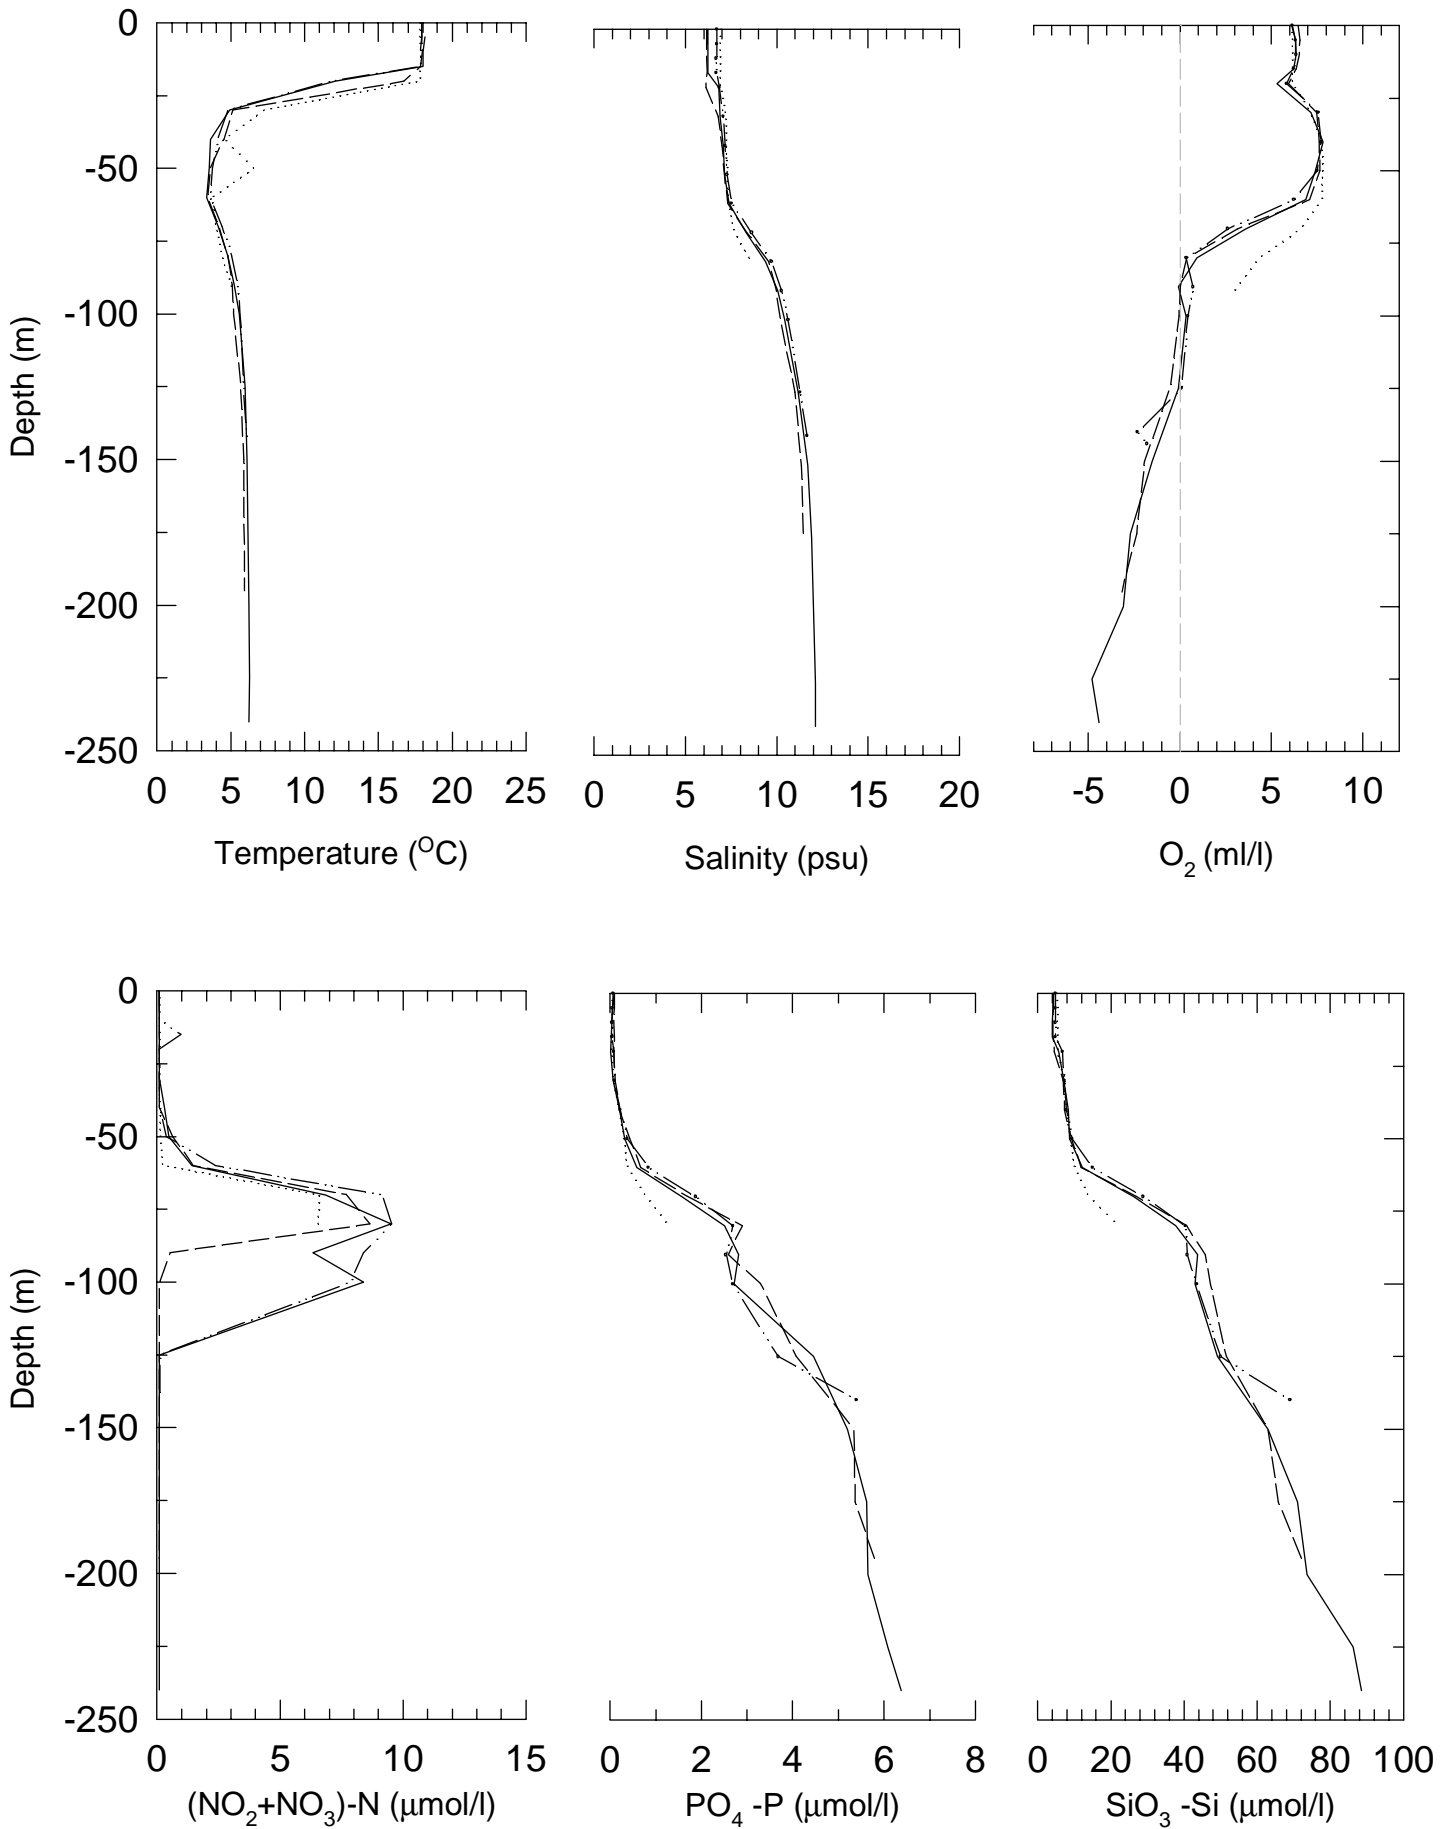 0
-50
-100
-150
-200
-250
Depth (m)
0 5 10 15 20 25
Temperature (ᴼC)
0 5 10 15 20
Salinity (psu)
-5 0 5 10
O₂ (ml/l)
0
-50
-100
-150
-200
-250
Depth (m)
0 5 10 15
(NO₂+NO₃)-N (μmol/l)
0 2 4 6 8
PO₄ -P (μmol/l)
0 20 40 60 80 100
SiO₃ -Si (μmol/l)